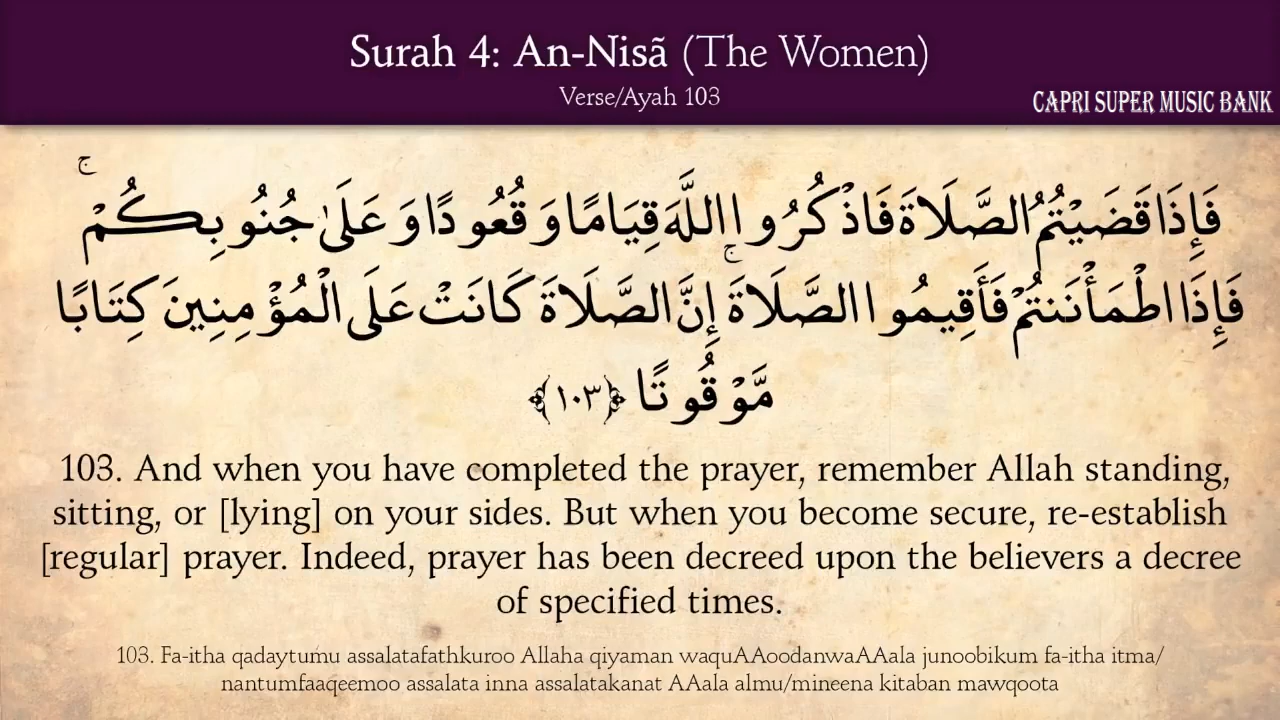 Surah 4: An-Nisã (The Women)
Verse/Ayah 103
CAPRI SUPER MUSIC BANK
فَإِذَا قَضَيْتُمُ الصَّلَاةَ فَاذْكُرُوا اللَّهَ قِيَامًا وَقُعُودًا وَعَلَىٰ جُنُوبِكُمْ ۚ
فَإِذَا اطْمَأْنَنتُمْ فَأَقِيمُوا الصَّلَاةَ ۚ إِنَّ الصَّلَاةَ كَانَتْ عَلَى الْمُؤْمِنِينَ كِتَابًا
مَّوْقُوتًا ﴿١٠٣﴾
103. And when you have completed the prayer, remember Allah standing,
sitting, or [lying] on your sides. But when you become secure, re-establish
[regular] prayer. Indeed, prayer has been decreed upon the believers a decree
of specified times.
103. Fa-itha qadaytumu assalatafathkuroo Allaha qiyaman waquAAoodanwaAAala junoobikum fa-itha itma/
nantumfaaqeemoo assalata inna assalatakanat AAala almu/mineena kitaban mawqoota